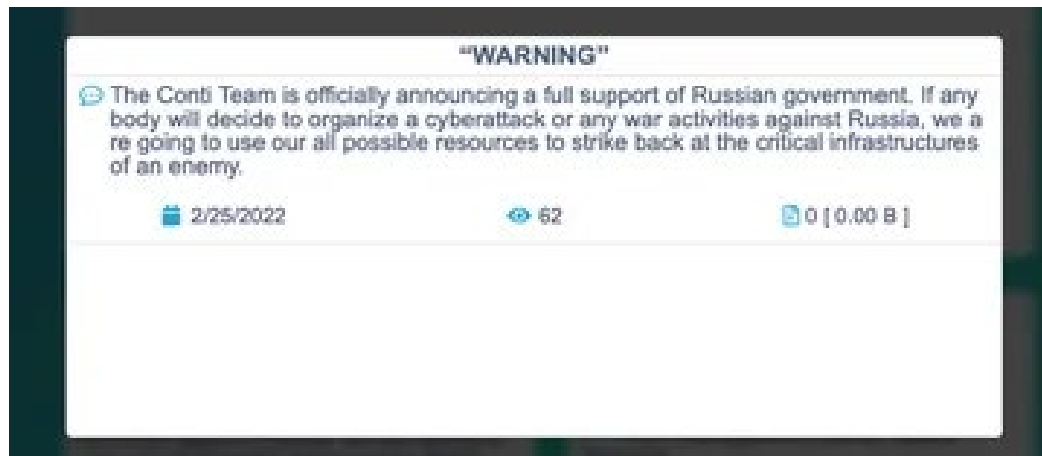 “WARNING”
The Conti Team is officially announcing a full support of Russian government. If any
body will decide to organize a cyberattack or any war activities against Russia, we a
re going to use our all possible resources to strike back at the critical infrastructures
of an enemy.
2/25/2022 62 0 [ 0.00 B ]